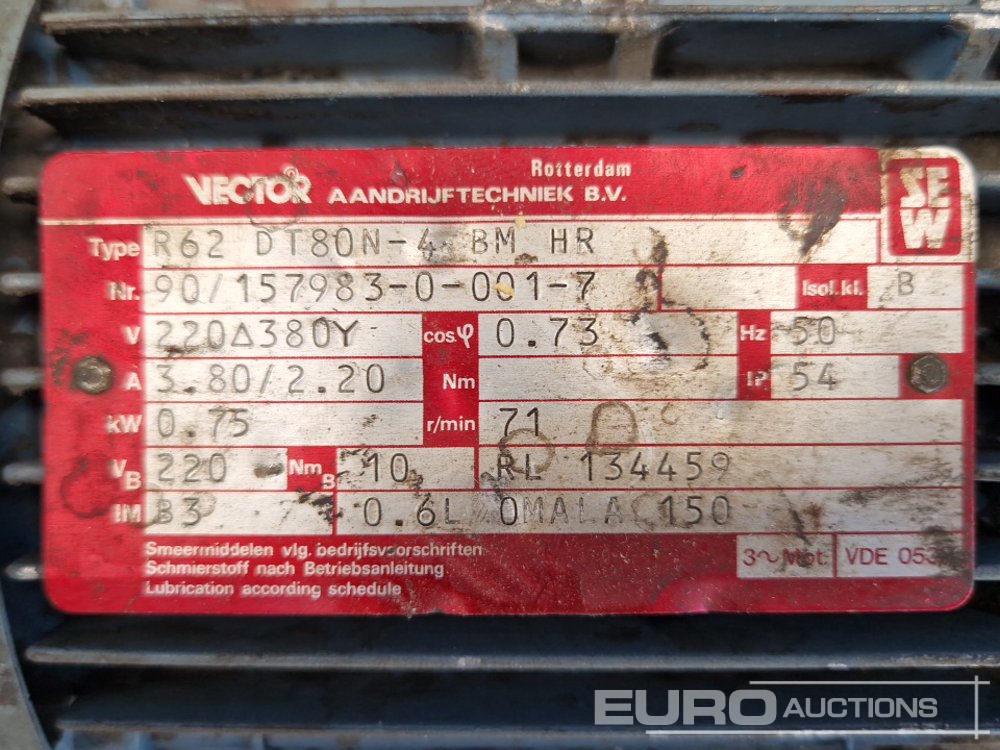 Rotterdam
VECTOR AANDRIJFTECHNIEK B.V.
SEW
Type R62 DT80N-4 BM HR
Nr. 90/157983-0-001-7 Isol.kl. B
V 220Δ380Y cos.φ 0.73 Hz 50
A 3.80/2.20 Nm IP 54
kW 0.75 r/min 71
VB 220 NmB 10 RL 134459
IM B3 0.6L OMALA 150
Smeermiddelen vlg. bedrijfsvoorschriften
Schmierstoff nach Betriebsanleitung
Lubrication according schedule
3~ Mot. VDE
EURO AUCTIONS